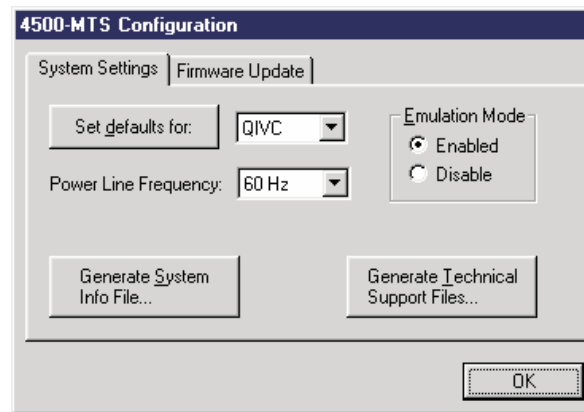 4500-MTS Configuration
System Settings
Firmware Update
Set defaults for:
QIVC
Emulation Mode
Enabled
Disable
Power Line Frequency:
60 Hz
Generate System
Info File...
Generate Technical
Support Files...
OK